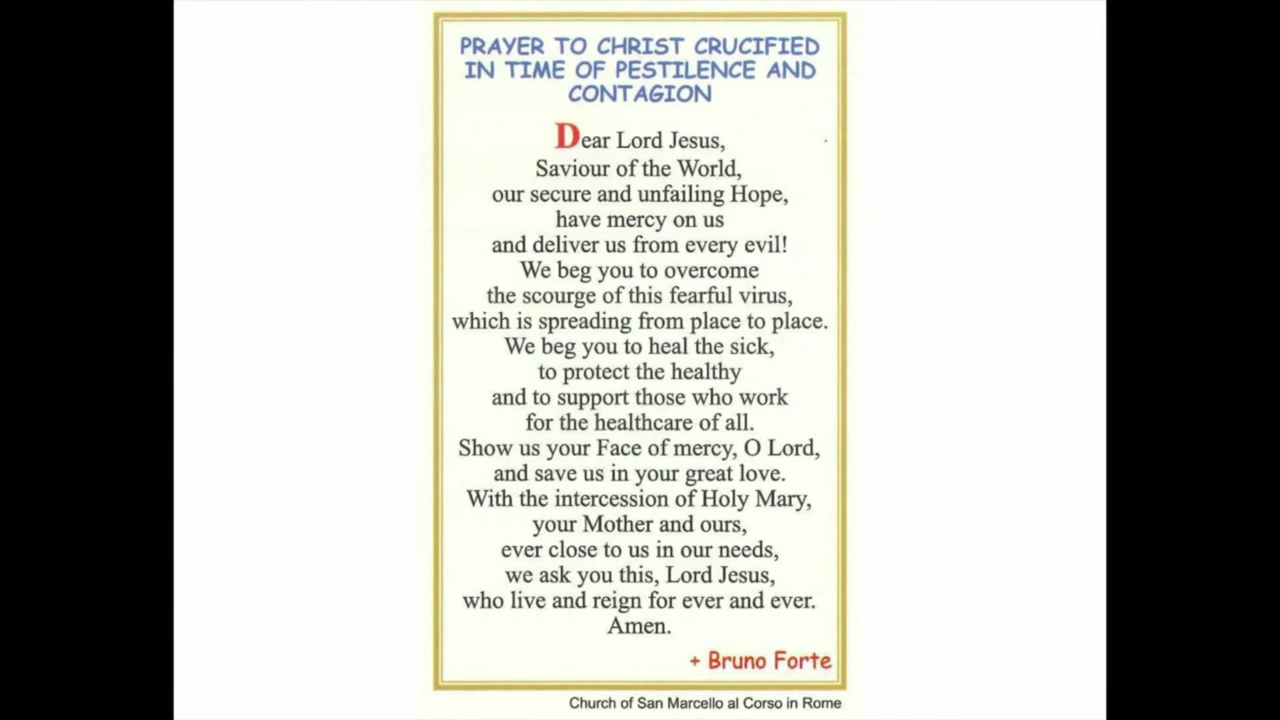 PRAYER TO CHRIST CRUCIFIED
IN TIME OF PESTILENCE AND
CONTAGION
Dear Lord Jesus,
Saviour of the World,
our secure and unfailing Hope,
have mercy on us
and deliver us from every evil!
We beg you to overcome
the scourge of this fearful virus,
which is spreading from place to place.
We beg you to heal the sick,
to protect the healthy
and to support those who work
for the healthcare of all.
Show us your Face of mercy, O Lord,
and save us in your great love.
With the intercession of Holy Mary,
your Mother and ours,
ever close to us in our needs,
we ask you this, Lord Jesus,
who live and reign for ever and ever.
Amen.
+ Bruno Forte
Church of San Marcello al Corso in Rome